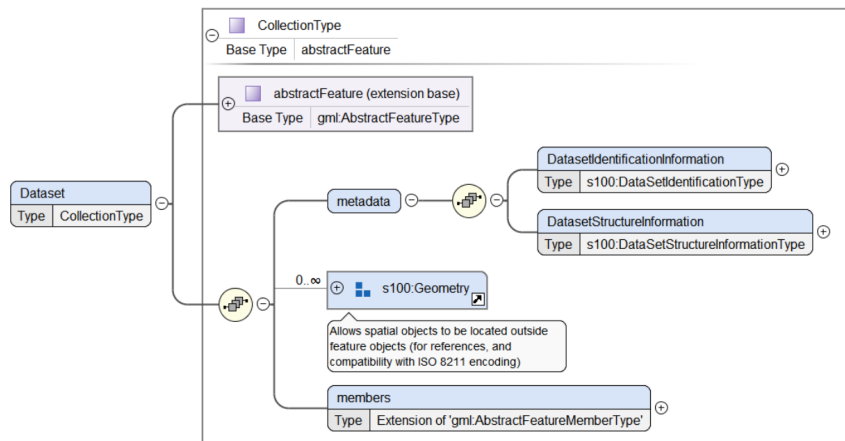 CollectionType
Base Type abstractFeature
abstractFeature (extension base)
Base Type gml:AbstractFeatureType
DatasetIdentificationInformation
Type s100:DataSetIdentificationType
Dataset
Type CollectionType
metadata
DatasetStructureInformation
Type s100:DataSetStructureInformationType
0..∞
s100:Geometry
Allows spatial objects to be located outside
feature objects (for references, and
compatibility with ISO 8211 encoding)
members
Type Extension of 'gml:AbstractFeatureMemberType'